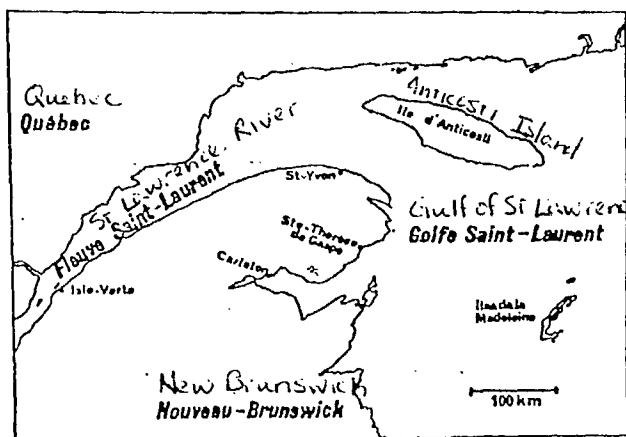 Quebec
Québec
Anticosti Island
Ile d'Anticosti
St Lawrence River
Fleuve Saint-Laurent
St-Yvon
Gulf of St Lawrenc
Golfe Saint-Laurent
Ste-Thérèse
de Gaspé
Carleton
Isle-Verte
Iles de la
Madeleine
New Brunswick
Nouveau-Brunswick
100 km